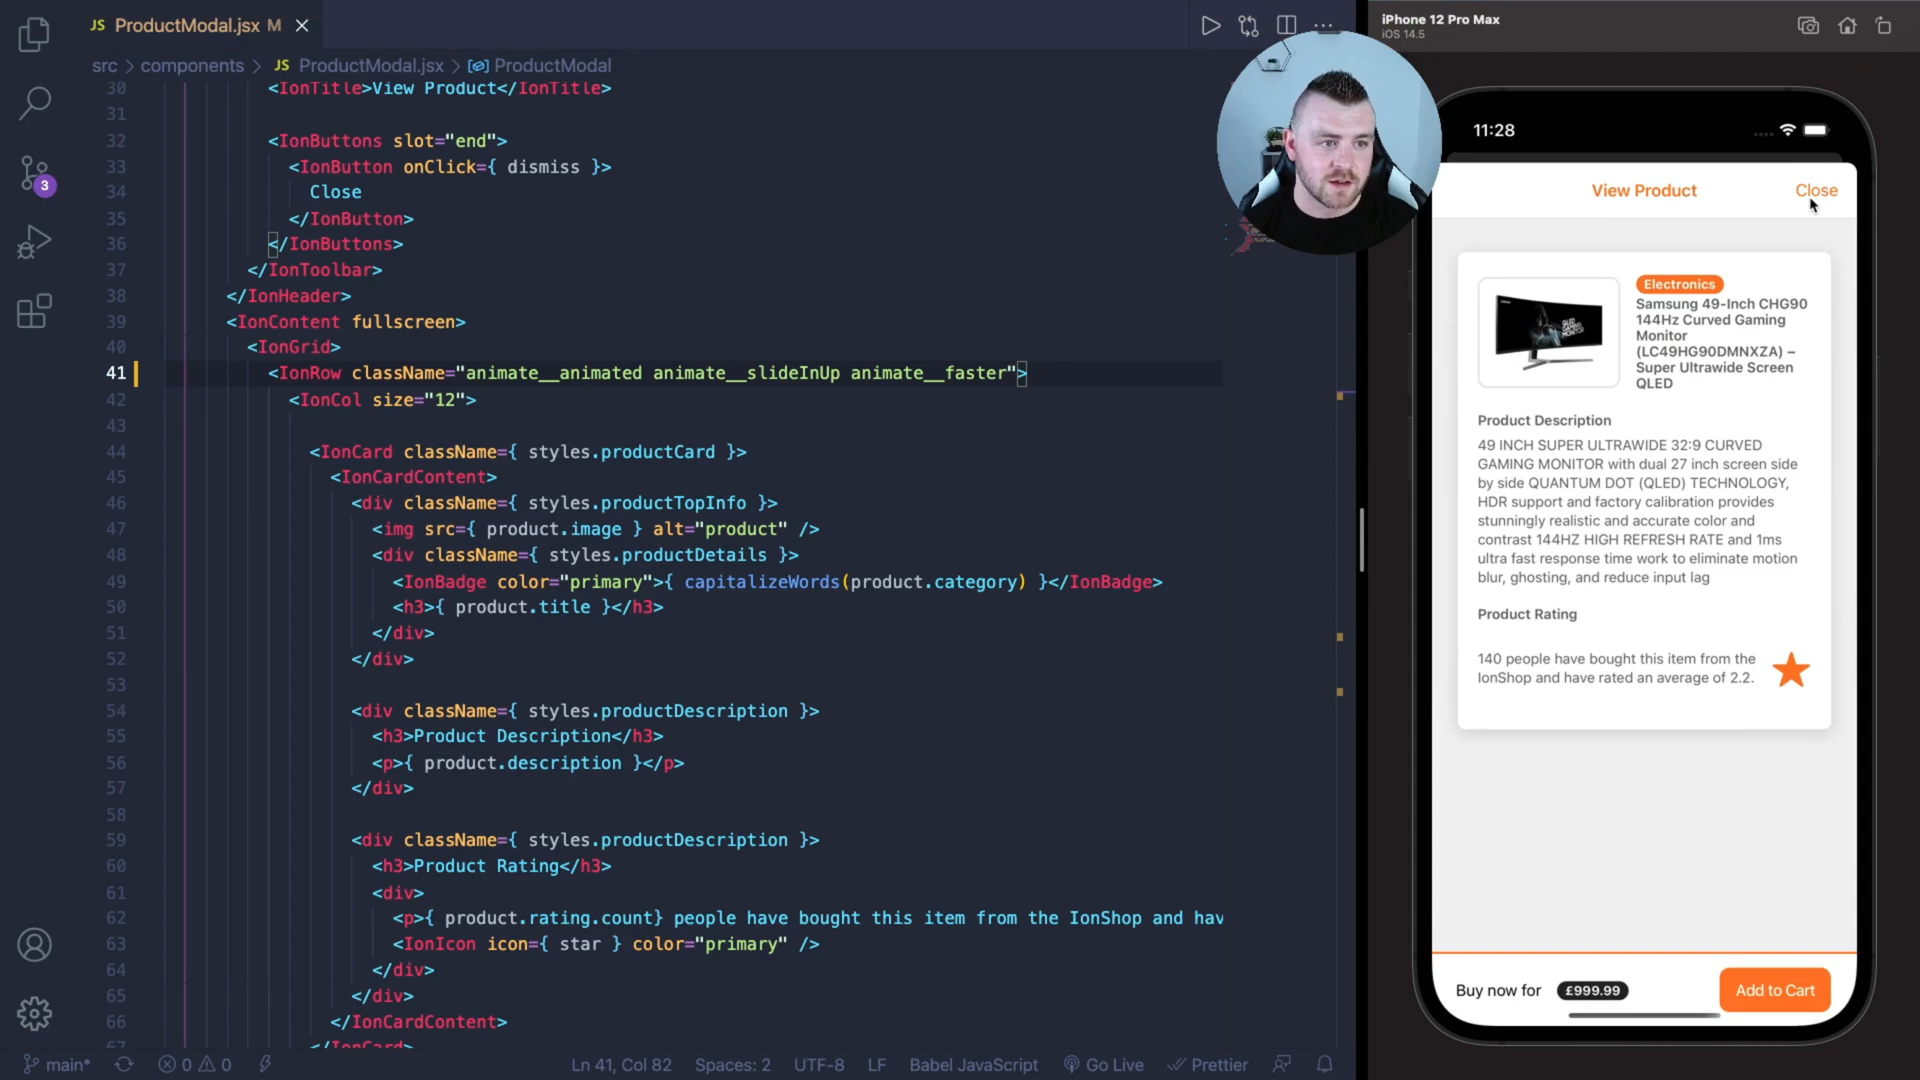 JS ProductModal.jsx M
src > components > JS ProductModal.jsx > ProductModal
30 <IonTitle>View Product</IonTitle>
31
32 <IonButtons slot="end">
33 <IonButton onClick={ dismiss }>
34 Close
35 </IonButton>
36 </IonButtons>
37 </IonToolbar>
38 </IonHeader>
39 <IonContent fullscreen>
40 <IonGrid>
41 <IonRow className="animate__animated animate__slideInUp animate__faster">
42 <IonCol size="12">
43
44 <IonCard className={ styles.productCard }>
45 <IonCardContent>
46 <div className={ styles.productTopInfo }>
47 <img src={ product.image } alt="product" />
48 <div className={ styles.productDetails }>
49 <IonBadge color="primary">{ capitalizeWords(product.category) }</IonBadge>
50 <h3>{ product.title }</h3>
51 </div>
52 </div>
53
54 <div className={ styles.productDescription }>
55 <h3>Product Description</h3>
56 <p>{ product.description }</p>
57 </div>
58
59 <div className={ styles.productDescription }>
60 <h3>Product Rating</h3>
61 <div>
62 <p>{ product.rating.count} people have bought this item from the IonShop and hav
63 <IonIcon icon={ star } color="primary" />
64 </div>
65 </div>
66 </IonCardContent>
67 </IonCard>
3
main*
0 0
Ln 41, Col 82
Spaces: 2
UTF-8
LF
Babel JavaScript
Go Live
Prettier
iPhone 12 Pro Max
iOS 14.5
11:28
View Product
Close
Electronics
Samsung 49-Inch CHG90
144Hz Curved Gaming
Monitor
(LC49HG90DMNXZA) –
Super Ultrawide Screen
QLED
Product Description
49 INCH SUPER ULTRAWIDE 32:9 CURVED
GAMING MONITOR with dual 27 inch screen side
by side QUANTUM DOT (QLED) TECHNOLOGY,
HDR support and factory calibration provides
stunningly realistic and accurate color and
contrast 144HZ HIGH REFRESH RATE and 1ms
ultra fast response time work to eliminate motion
blur, ghosting, and reduce input lag
Product Rating
140 people have bought this item from the
IonShop and have rated an average of 2.2.
Buy now for
£999.99
Add to Cart